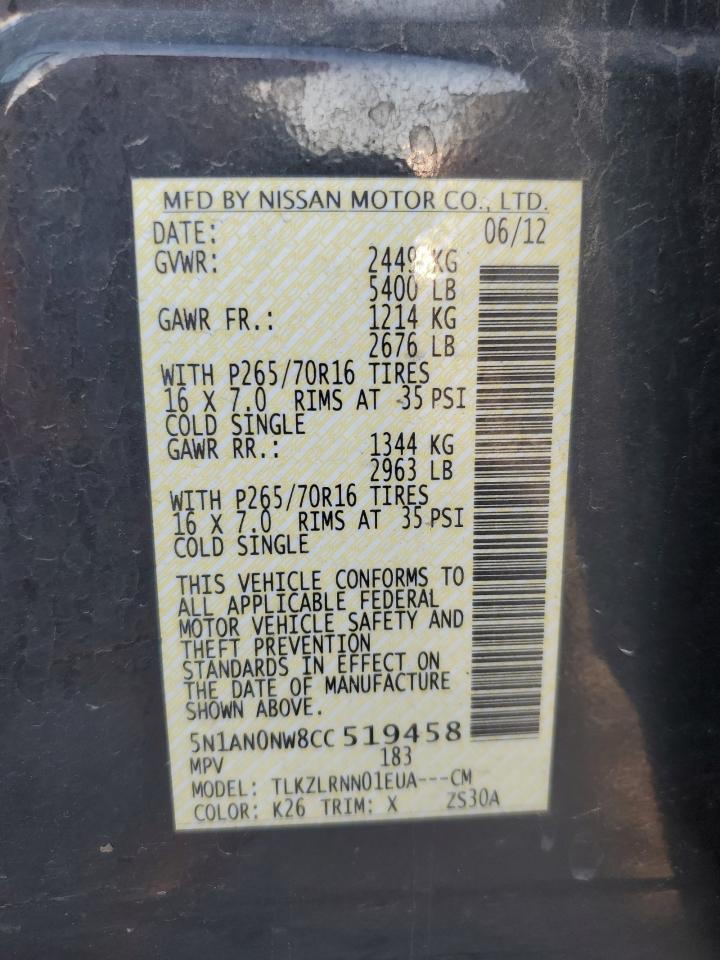 MFD BY NISSAN MOTOR CO., LTD.
DATE: 06/12
GVWR: 2449 KG
5400 LB
GAWR FR.: 1214 KG
2676 LB
WITH P265/70R16 TIRES
16 X 7.0 RIMS AT 35 PSI
COLD SINGLE
GAWR RR.: 1344 KG
2963 LB
WITH P265/70R16 TIRES
16 X 7.0 RIMS AT 35 PSI
COLD SINGLE
THIS VEHICLE CONFORMS TO
ALL APPLICABLE FEDERAL
MOTOR VEHICLE SAFETY AND
THEFT PREVENTION
STANDARDS IN EFFECT ON
THE DATE OF MANUFACTURE
SHOWN ABOVE.
5N1AN0NW8CC 519458
MPV 183
MODEL: TLKZLRNN01EUA---CM
COLOR: K26 TRIM: X ZS30A